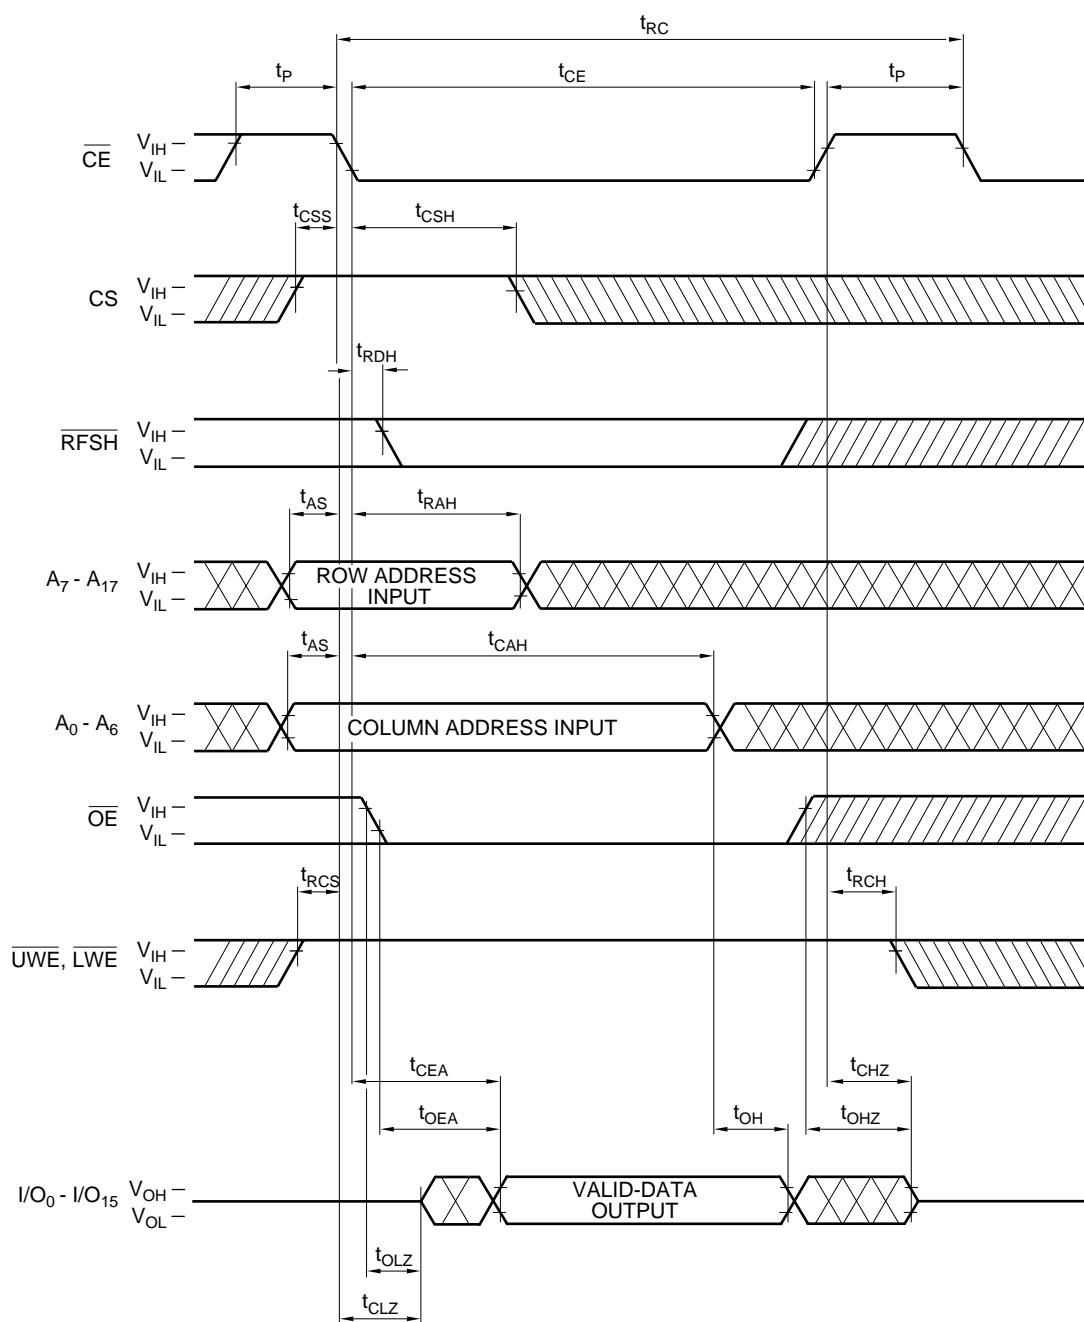 tRC
tP tCE tP
CE VIH
VIL
tCSS tCSH
CS VIH
VIL
tRDH
RFSH VIH
VIL
tAS tRAH
A7 - A17 VIH ROW ADDRESS
VIL INPUT
tAS tCAH
A0 - A6 VIH COLUMN ADDRESS INPUT
VIL
OE VIH
VIL
tRCS tRCH
UWE, LWE VIH
VIL
tCEA tCHZ
tOEA tOH tOHZ
I/O0 - I/O15 VOH VALID-DATA
VOL OUTPUT
tOLZ
tCLZ